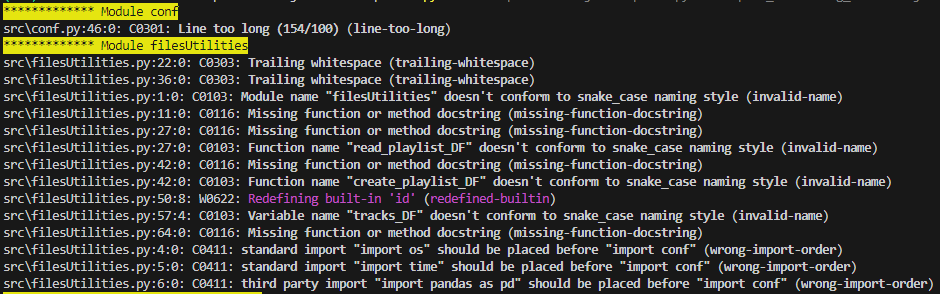 ************* Module conf
src\conf.py:46:0: C0301: Line too long (154/100) (line-too-long)
************* Module filesUtilities
src\filesUtilities.py:22:0: C0303: Trailing whitespace (trailing-whitespace)
src\filesUtilities.py:36:0: C0303: Trailing whitespace (trailing-whitespace)
src\filesUtilities.py:1:0: C0103: Module name "filesUtilities" doesn't conform to snake_case naming style (invalid-name)
src\filesUtilities.py:11:0: C0116: Missing function or method docstring (missing-function-docstring)
src\filesUtilities.py:27:0: C0116: Missing function or method docstring (missing-function-docstring)
src\filesUtilities.py:27:0: C0103: Function name "read_playlist_DF" doesn't conform to snake_case naming style (invalid-name)
src\filesUtilities.py:42:0: C0116: Missing function or method docstring (missing-function-docstring)
src\filesUtilities.py:42:0: C0103: Function name "create_playlist_DF" doesn't conform to snake_case naming style (invalid-name)
src\filesUtilities.py:50:8: W0622: Redefining built-in 'id' (redefined-builtin)
src\filesUtilities.py:57:4: C0103: Variable name "tracks_DF" doesn't conform to snake_case naming style (invalid-name)
src\filesUtilities.py:64:0: C0116: Missing function or method docstring (missing-function-docstring)
src\filesUtilities.py:4:0: C0411: standard import "import os" should be placed before "import conf" (wrong-import-order)
src\filesUtilities.py:5:0: C0411: standard import "import time" should be placed before "import conf" (wrong-import-order)
src\filesUtilities.py:6:0: C0411: third party import "import pandas as pd" should be placed before "import conf" (wrong-import-order)